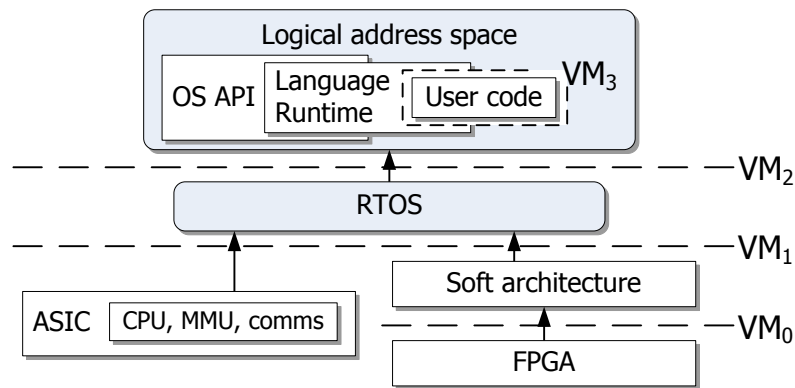 Logical address space
OS API
Language
Runtime
User code
VM3
VM2
RTOS
VM1
Soft architecture
ASIC
CPU, MMU, comms
VM0
FPGA